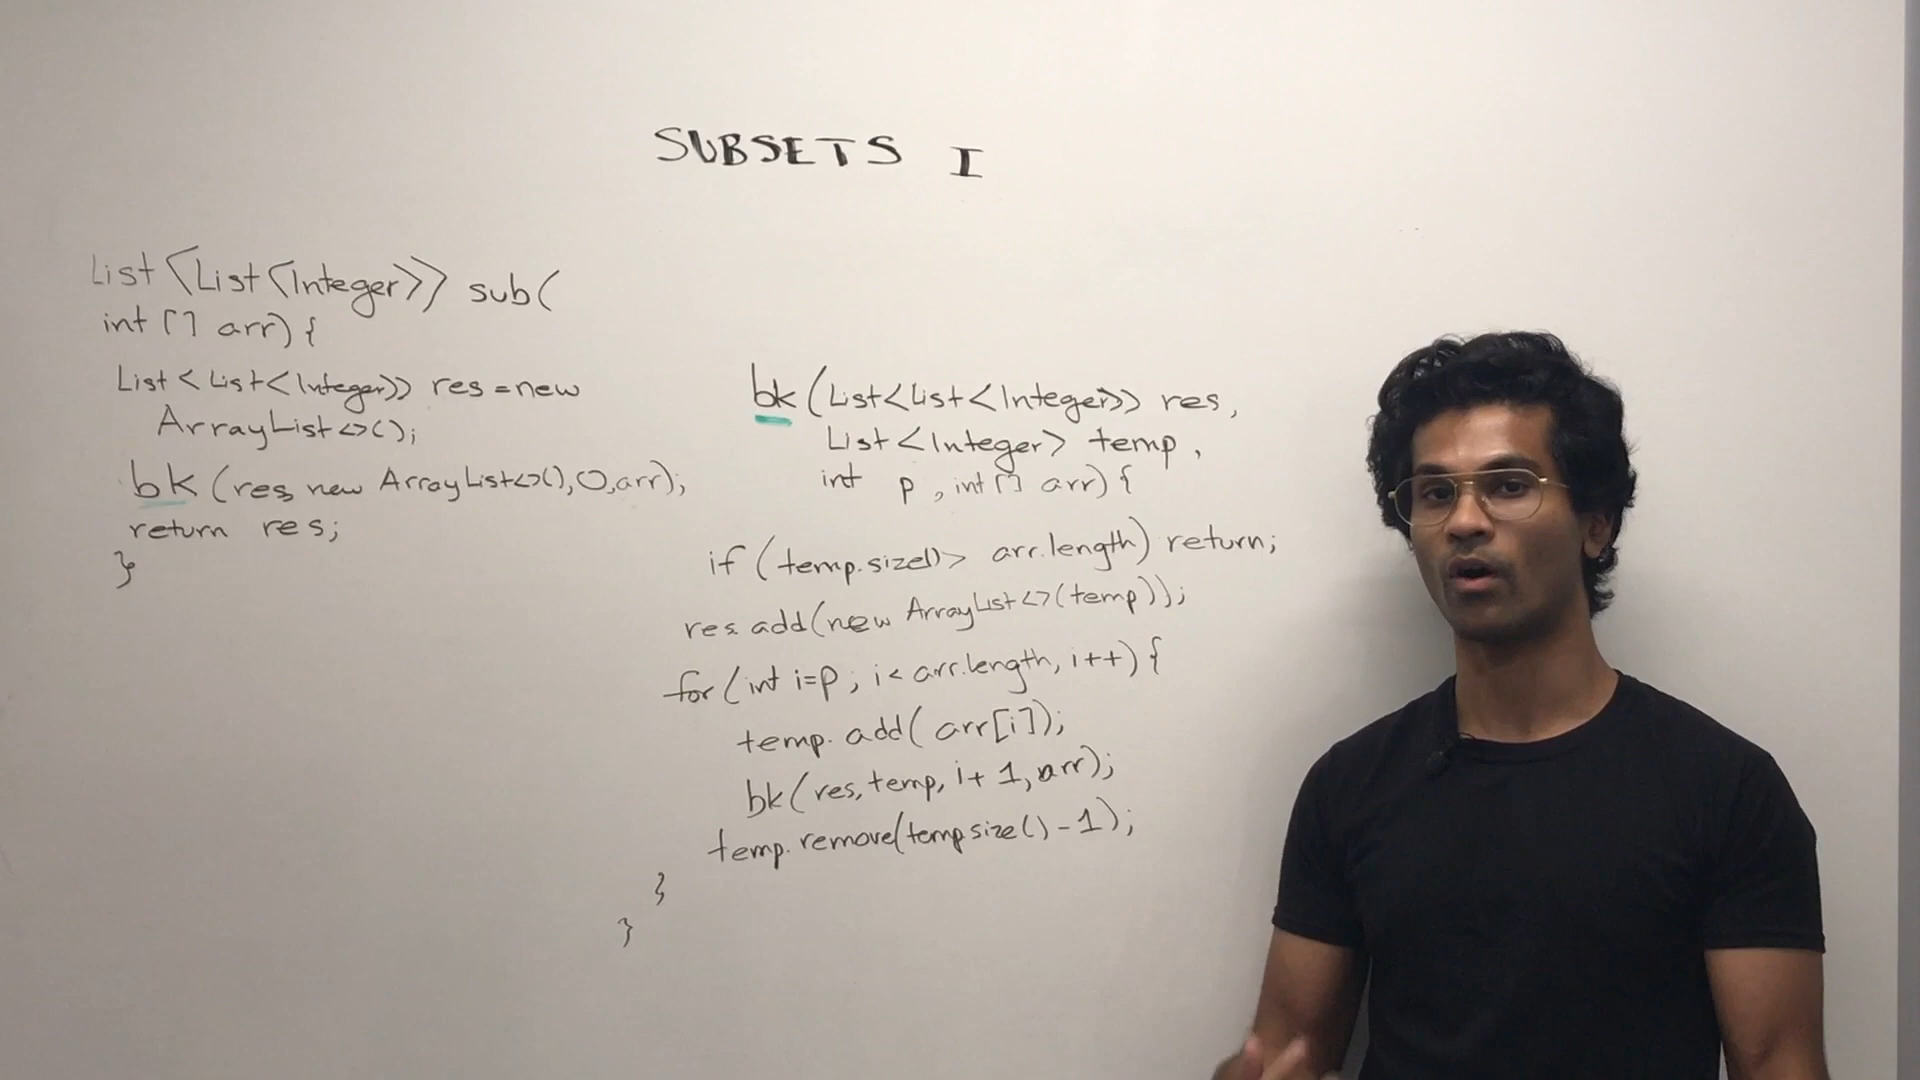 SUBSETS I
List<List<Integer>> sub(
int [] arr) {
List<List<Integer>> res = new
ArrayList<>();
bk (res, new ArrayList<>(), 0, arr);
return res;
}
bk (List<List<Integer>> res,
List<Integer> temp,
int p, int [] arr) {
if (temp.size()> arr.length) return;
res.add(new ArrayList<>(temp));
for (int i=p; i< arr.length, i++) {
temp.add( arr[i]);
bk(res, temp, i+ 1, arr);
temp.remove(temp size() - 1);
}
}